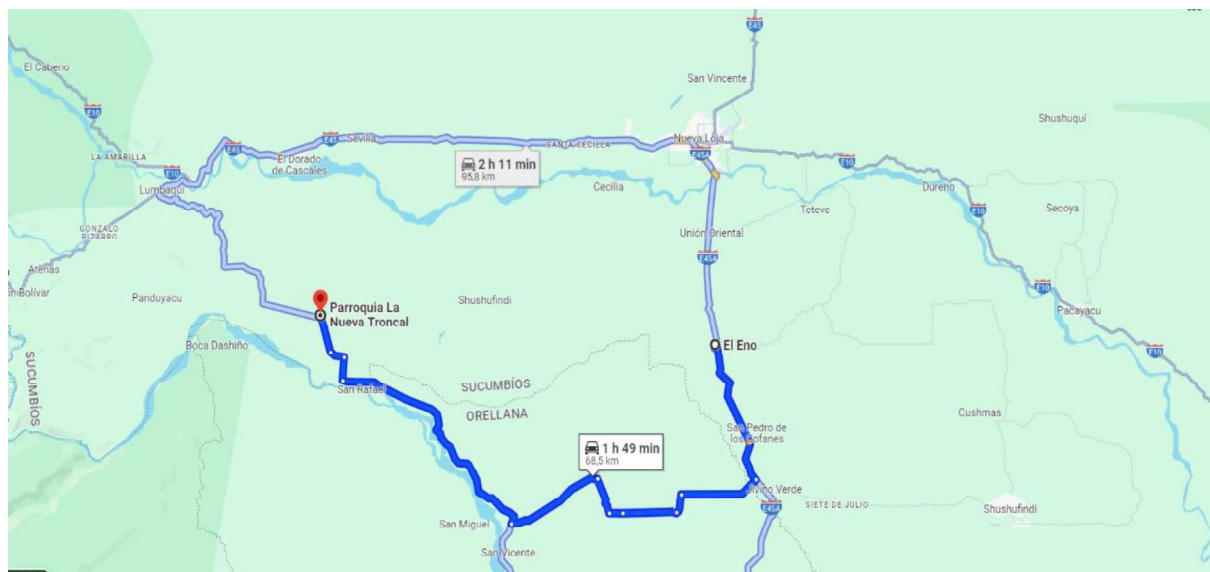 E45
El Cabeno
San Vincente
E10
Nueva Loja
Shushuquí
E45
Sevilla
E45A
LA AMARILLA
E45
SANTA CECILIA
El Dorado
de Cascales
2 h 11 min
95,8 km
E10
E10
Lumbaquí
Cecilia
Dureno
Teteye
Secoya
E10
GONZALO
PIZARRO
Unión Oriental
Atenas
E45A
ón Bolívar
Panduyacu
Shushufindi
Parroquia La
Nueva Troncal
Pacayacu
Boca Dashiño
El Eno
E10
SUCUMBÍOS
SUCUMBÍOS
San Rafael
ORELLANA
Cushmas
San Pedro de
los Cofanes
1 h 49 min
68,5 km
Jivino Verde
SIETE DE JULIO
E45A
Shushufindi
San Miguel
San Vicente